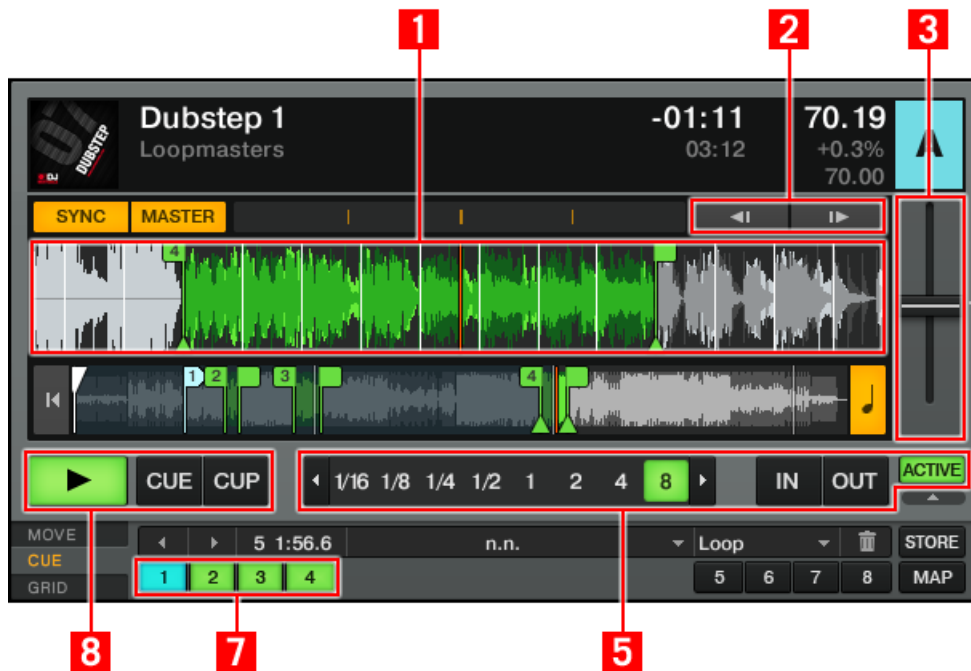 1 2 3
Dubstep 1 -01:11 70.19 A
Loopmasters 03:12 +0.3%
70.00
DUBSTEP
SYNC MASTER
4
1 2 3 4
CUE CUP 1/16 1/8 1/4 1/2 1 2 4 8 IN OUT ACTIVE
MOVE 5 1:56.6 n.n. Loop STORE
CUE
GRID 1 2 3 4 5 6 7 8 MAP
8 7 5